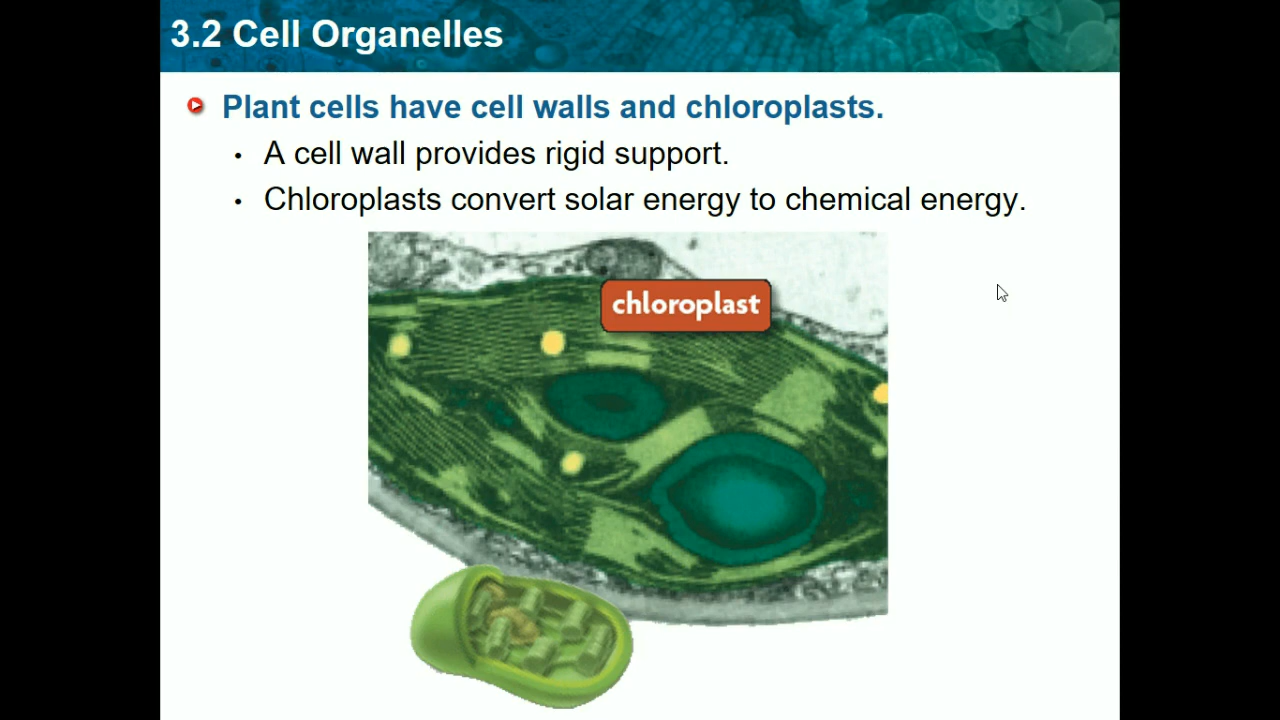 3.2 Cell Organelles
Plant cells have cell walls and chloroplasts.
• A cell wall provides rigid support.
• Chloroplasts convert solar energy to chemical energy.
chloroplast